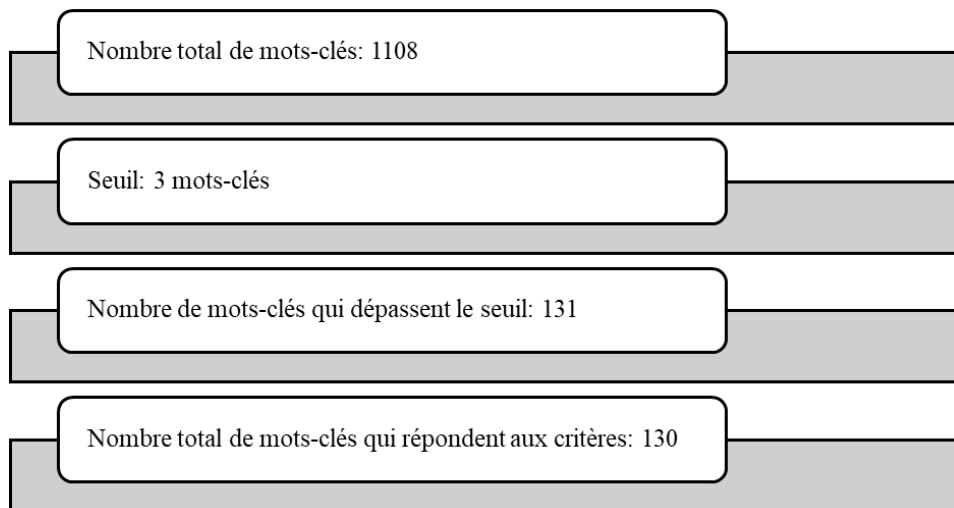 Nombre total de mots-clés: 1108
Seuil: 3 mots-clés
Nombre de mots-clés qui dépassent le seuil: 131
Nombre total de mots-clés qui répondent aux critères: 130